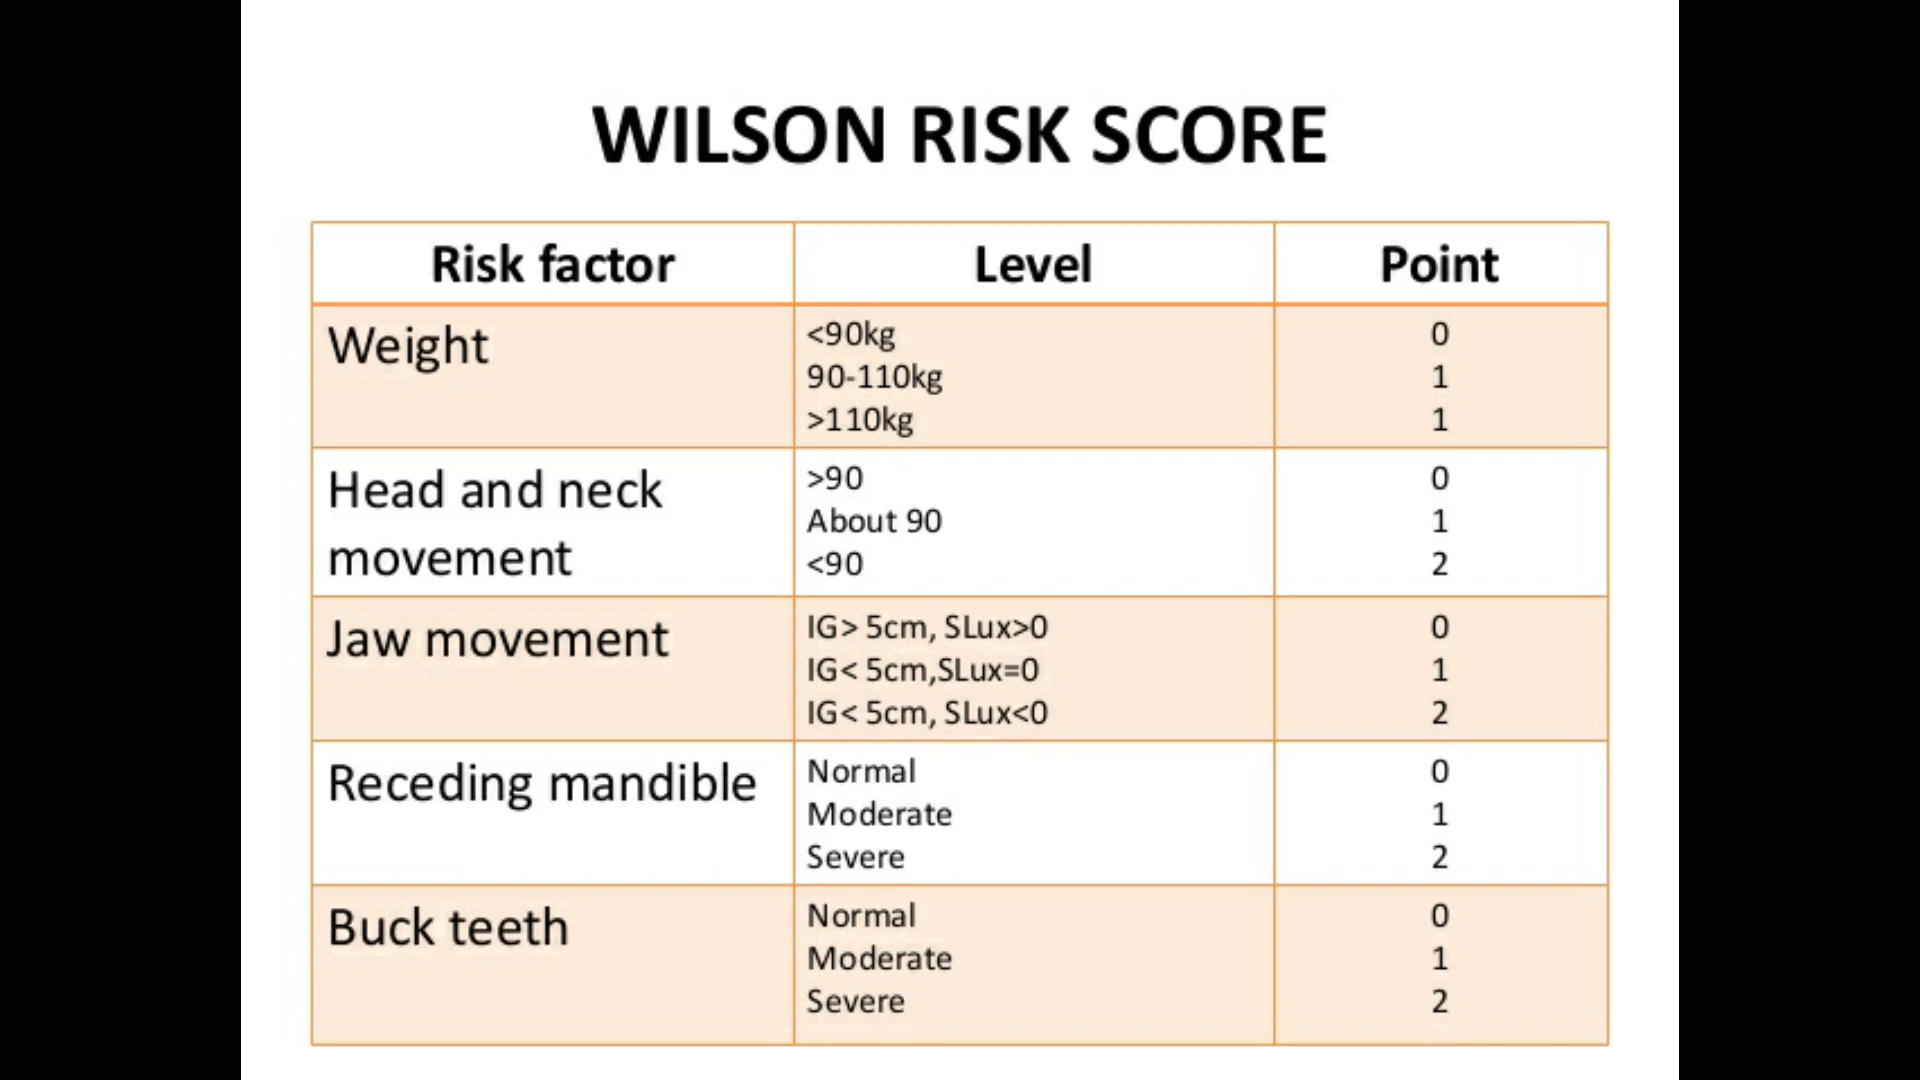 WILSON RISK SCORE
Risk factor Level Point
Weight
<90kg 0
90-110kg 1
>110kg 1
Head and neck
movement
>90 0
About 90 1
<90 2
Jaw movement
IG> 5cm, SLux>0 0
IG< 5cm,SLux=0 1
IG< 5cm, SLux<0 2
Receding mandible
Normal 0
Moderate 1
Severe 2
Buck teeth
Normal 0
Moderate 1
Severe 2